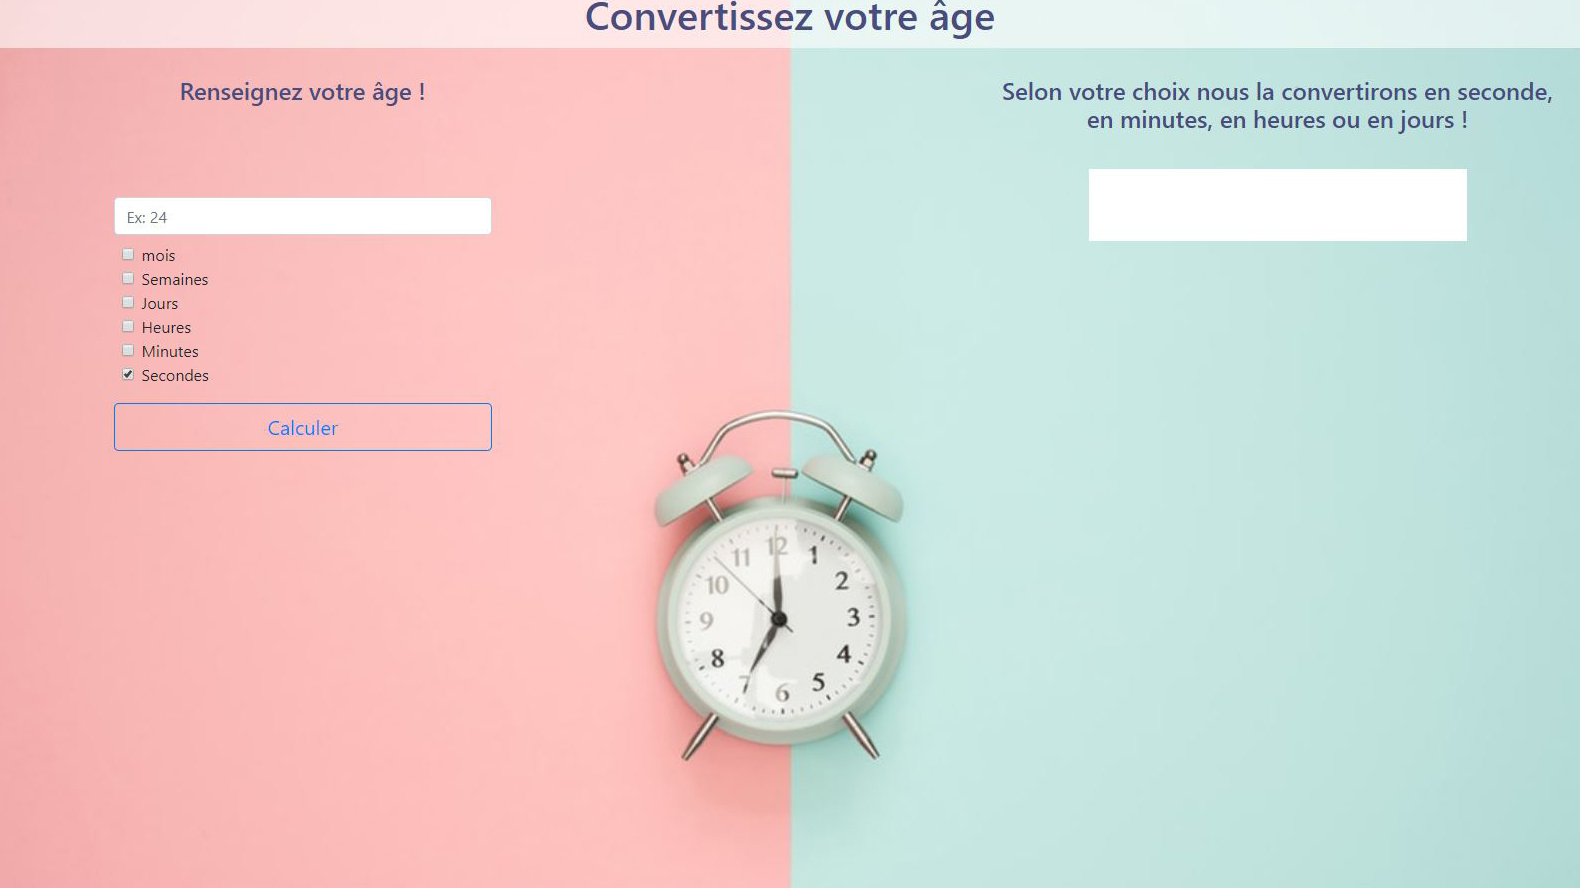 Convertissez votre âge
Renseignez votre âge !
Ex: 24
mois
Semaines
Jours
Heures
Minutes
Secondes
Calculer
Selon votre choix nous la convertirons en seconde,
en minutes, en heures ou en jours !
12
1
2
3
4
5
6
7
8
9
10
11